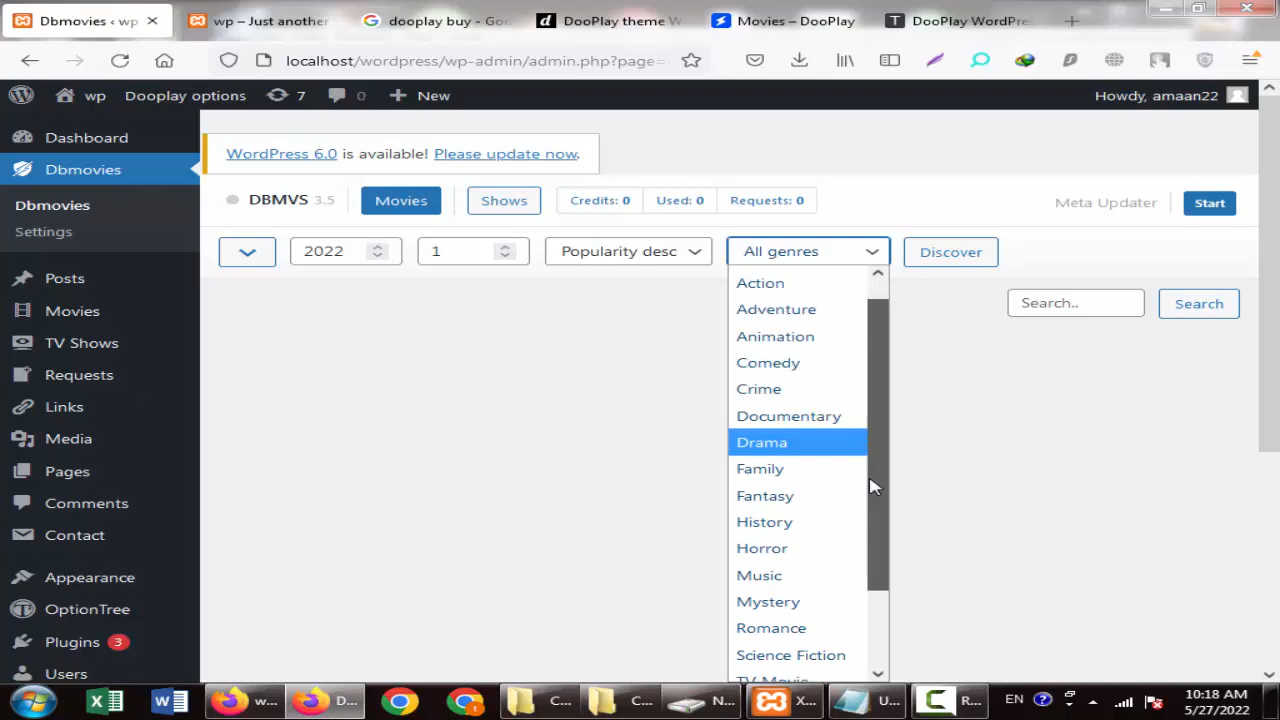 Dbmovies ‹ wp
wp – Just another
dooplay buy - Go
DooPlay theme W
Movies – DooPlay
DooPlay WordPre
localhost/wordpress/wp-admin/admin.php?page=
wp
Dooplay options
7
0
New
Howdy, amaan22
Dashboard
Dbmovies
Dbmovies
Settings
Posts
Movies
TV Shows
Requests
Links
Media
Pages
Comments
Contact
Appearance
OptionTree
Plugins 3
Users
WordPress 6.0 is available! Please update now.
DBMVS 3.5
Movies
Shows
Credits: 0
Used: 0
Requests: 0
Meta Updater
Start
2022
1
Popularity desc
All genres
Discover
Action
Adventure
Animation
Comedy
Crime
Documentary
Drama
Family
Fantasy
History
Horror
Music
Mystery
Romance
Science Fiction
TV Movie
Search..
Search
w...
D...
C...
C...
N...
X...
U...
R...
EN
10:18 AM
5/27/2022